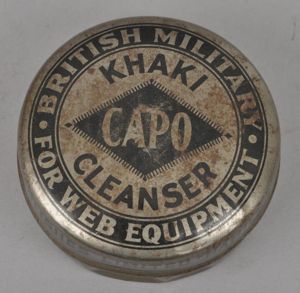 BRITISH MILITARY
KHAKI
CAPO
CLEANSER
• FOR WEB EQUIPMENT •